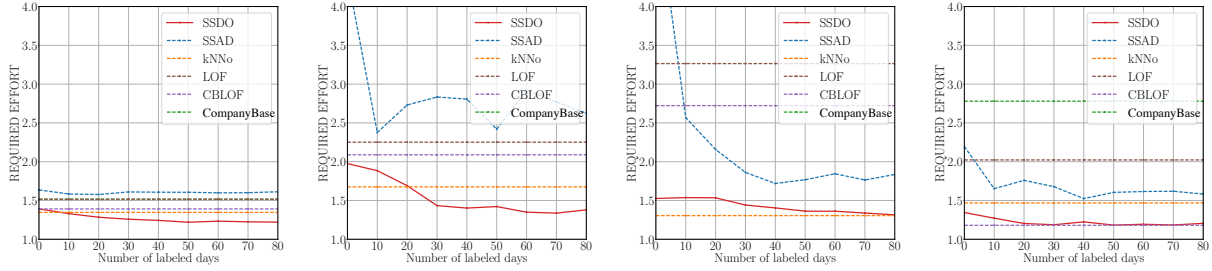 4.0
3.5
3.0
2.5
2.0
1.5
1.0
REQUIRED EFFORT
0 10 20 30 40 50 60 70 80
Number of labeled days
SSDO
SSAD
kNNo
LOF
CBLOF
CompanyBase
4.0
3.5
3.0
2.5
2.0
1.5
1.0
REQUIRED EFFORT
0 10 20 30 40 50 60 70 80
Number of labeled days
SSDO
SSAD
kNNo
LOF
CBLOF
CompanyBase
4.0
3.5
3.0
2.5
2.0
1.5
1.0
REQUIRED EFFORT
0 10 20 30 40 50 60 70 80
Number of labeled days
SSDO
SSAD
kNNo
LOF
CBLOF
CompanyBase
4.0
3.5
3.0
2.5
2.0
1.5
1.0
REQUIRED EFFORT
0 10 20 30 40 50 60 70 80
Number of labeled days
SSDO
SSAD
kNNo
LOF
CBLOF
CompanyBase